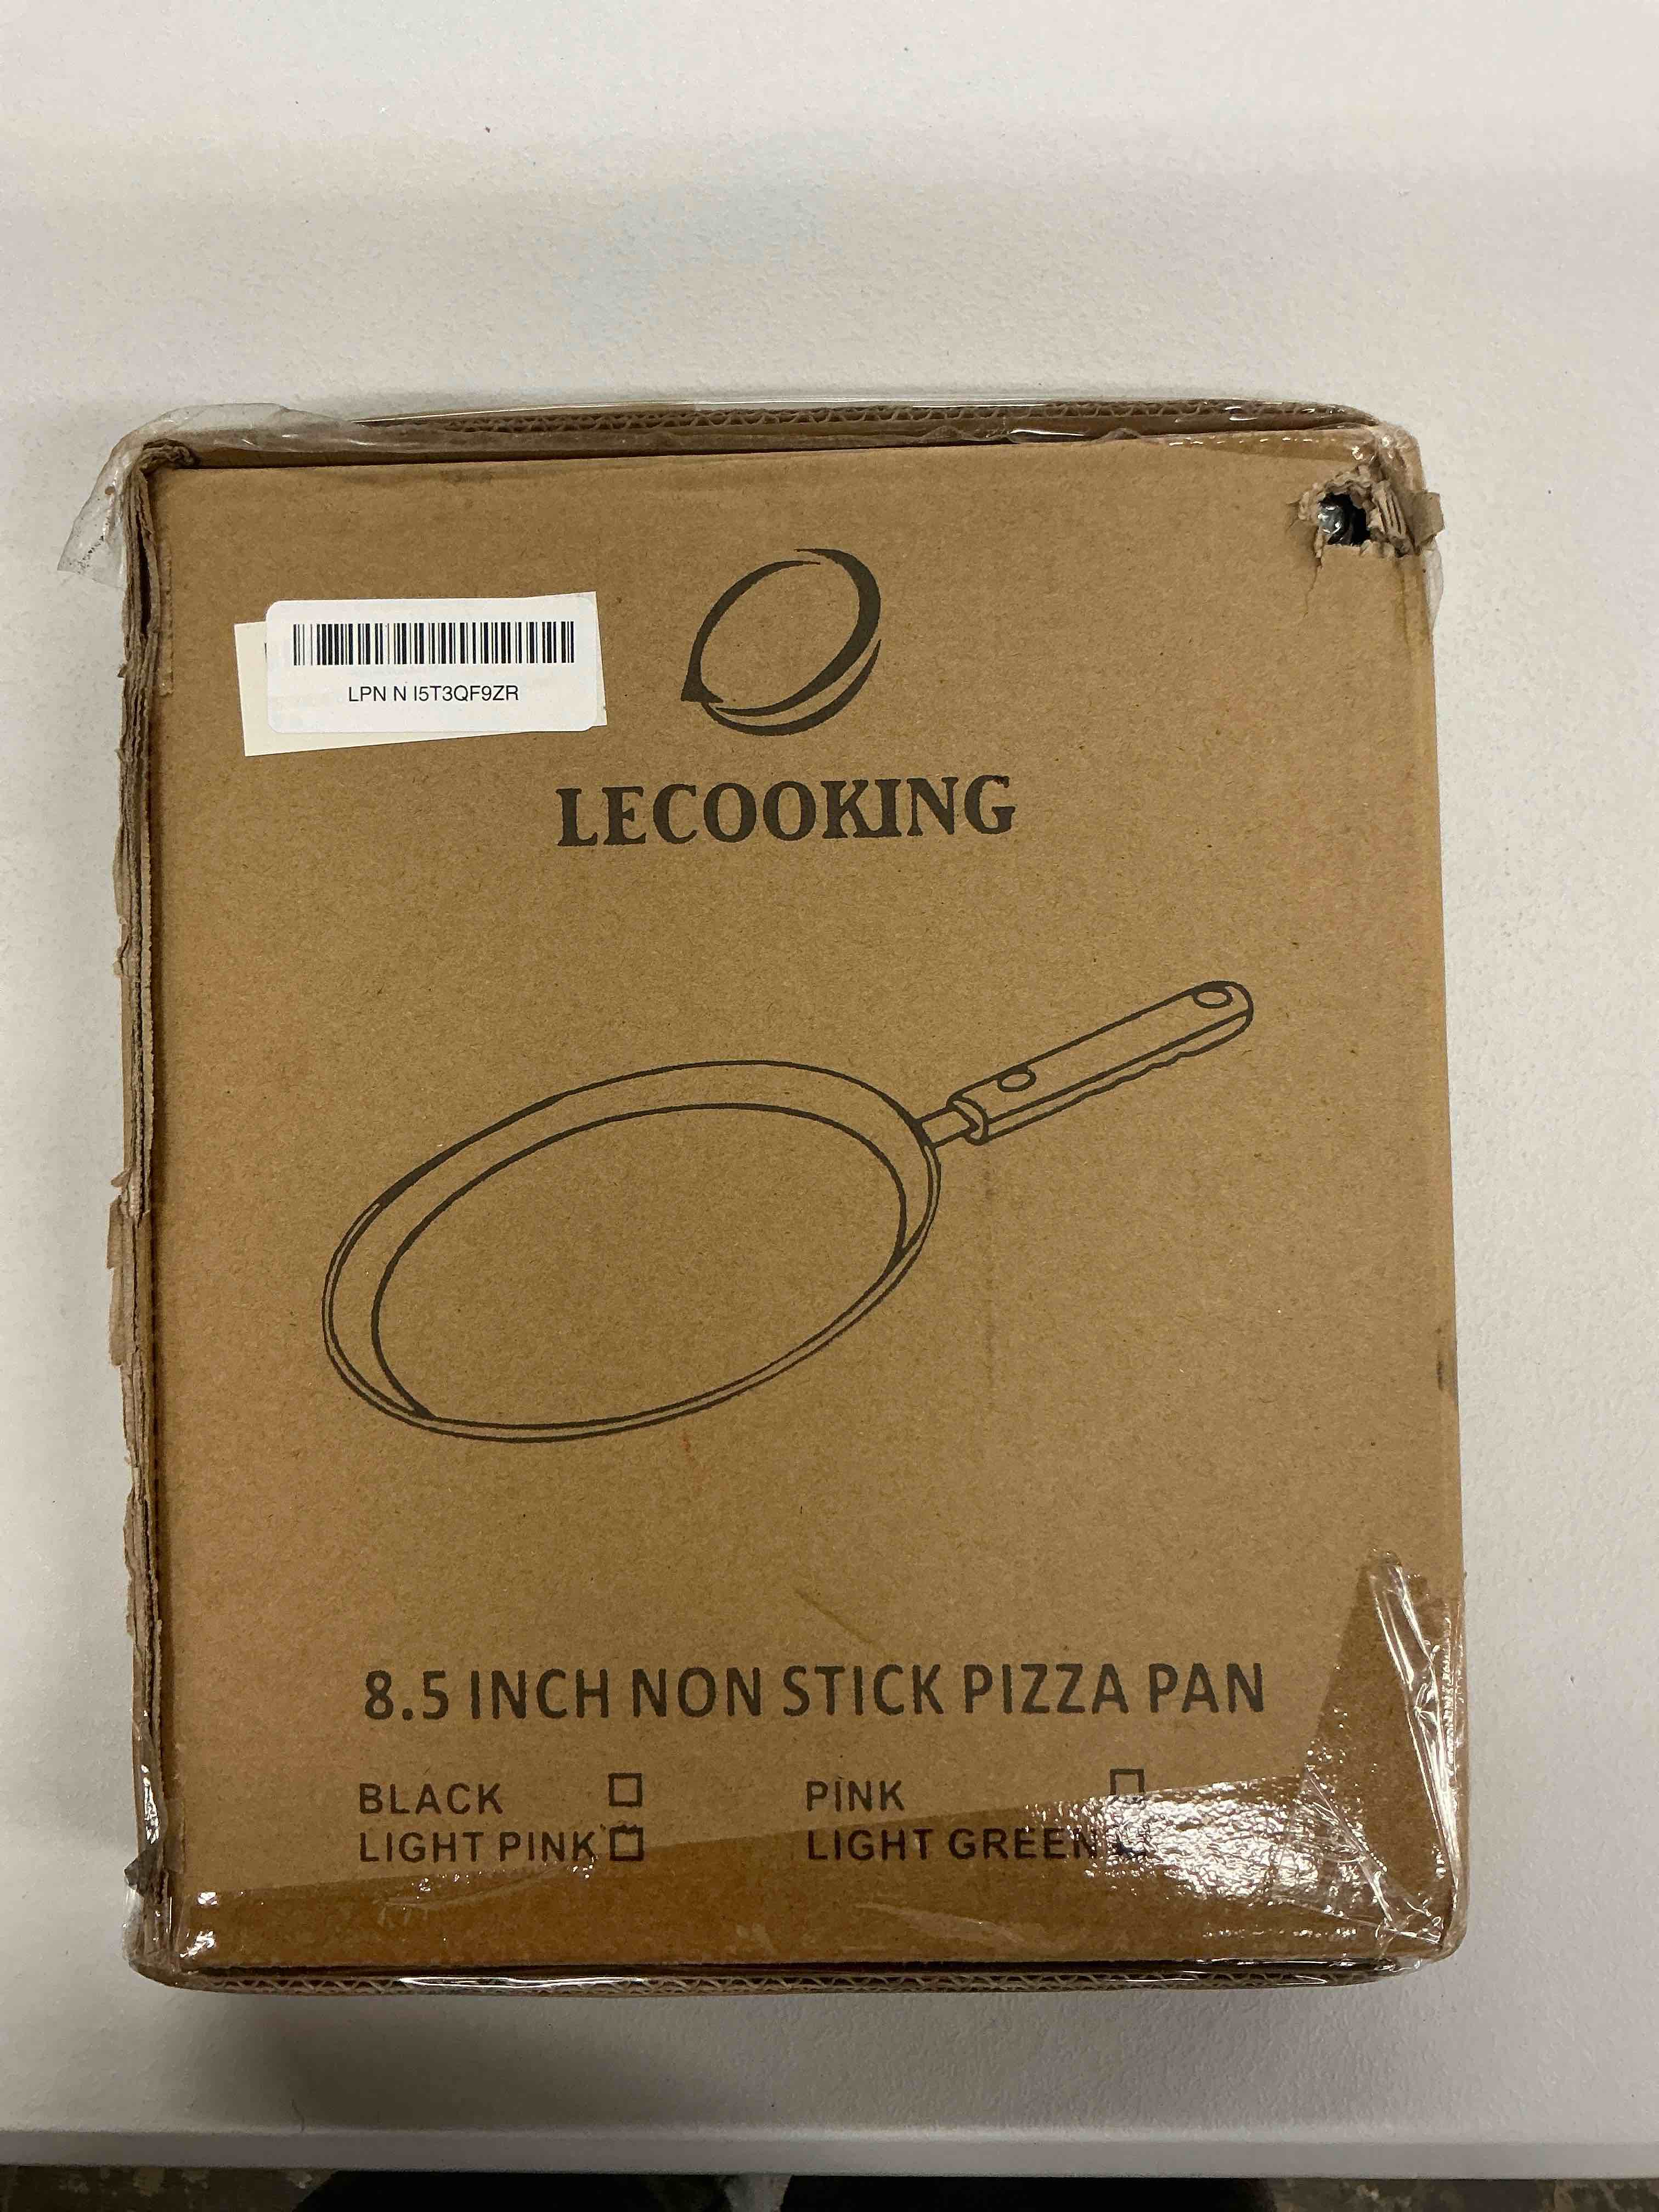 LPN N I5T3QF9ZR
LECOOKING
8.5 INCH NON STICK PIZZA PAN
BLACK PINK
LIGHT PINK LIGHT GREEN